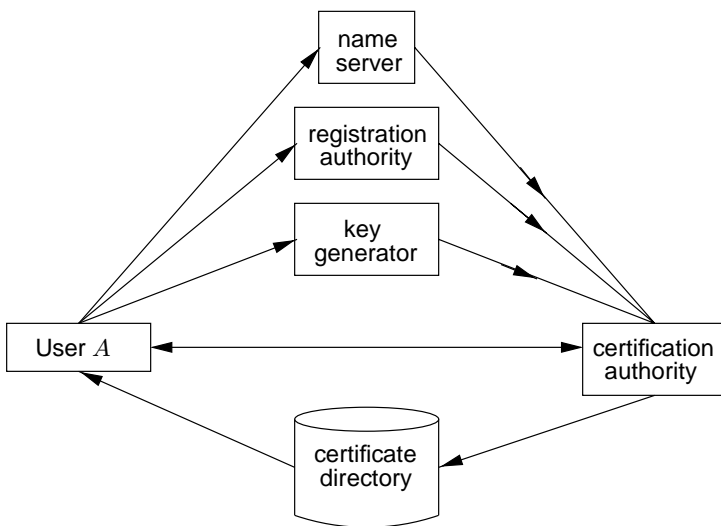 name
server
registration
authority
key
generator
User A
certification
authority
certificate
directory